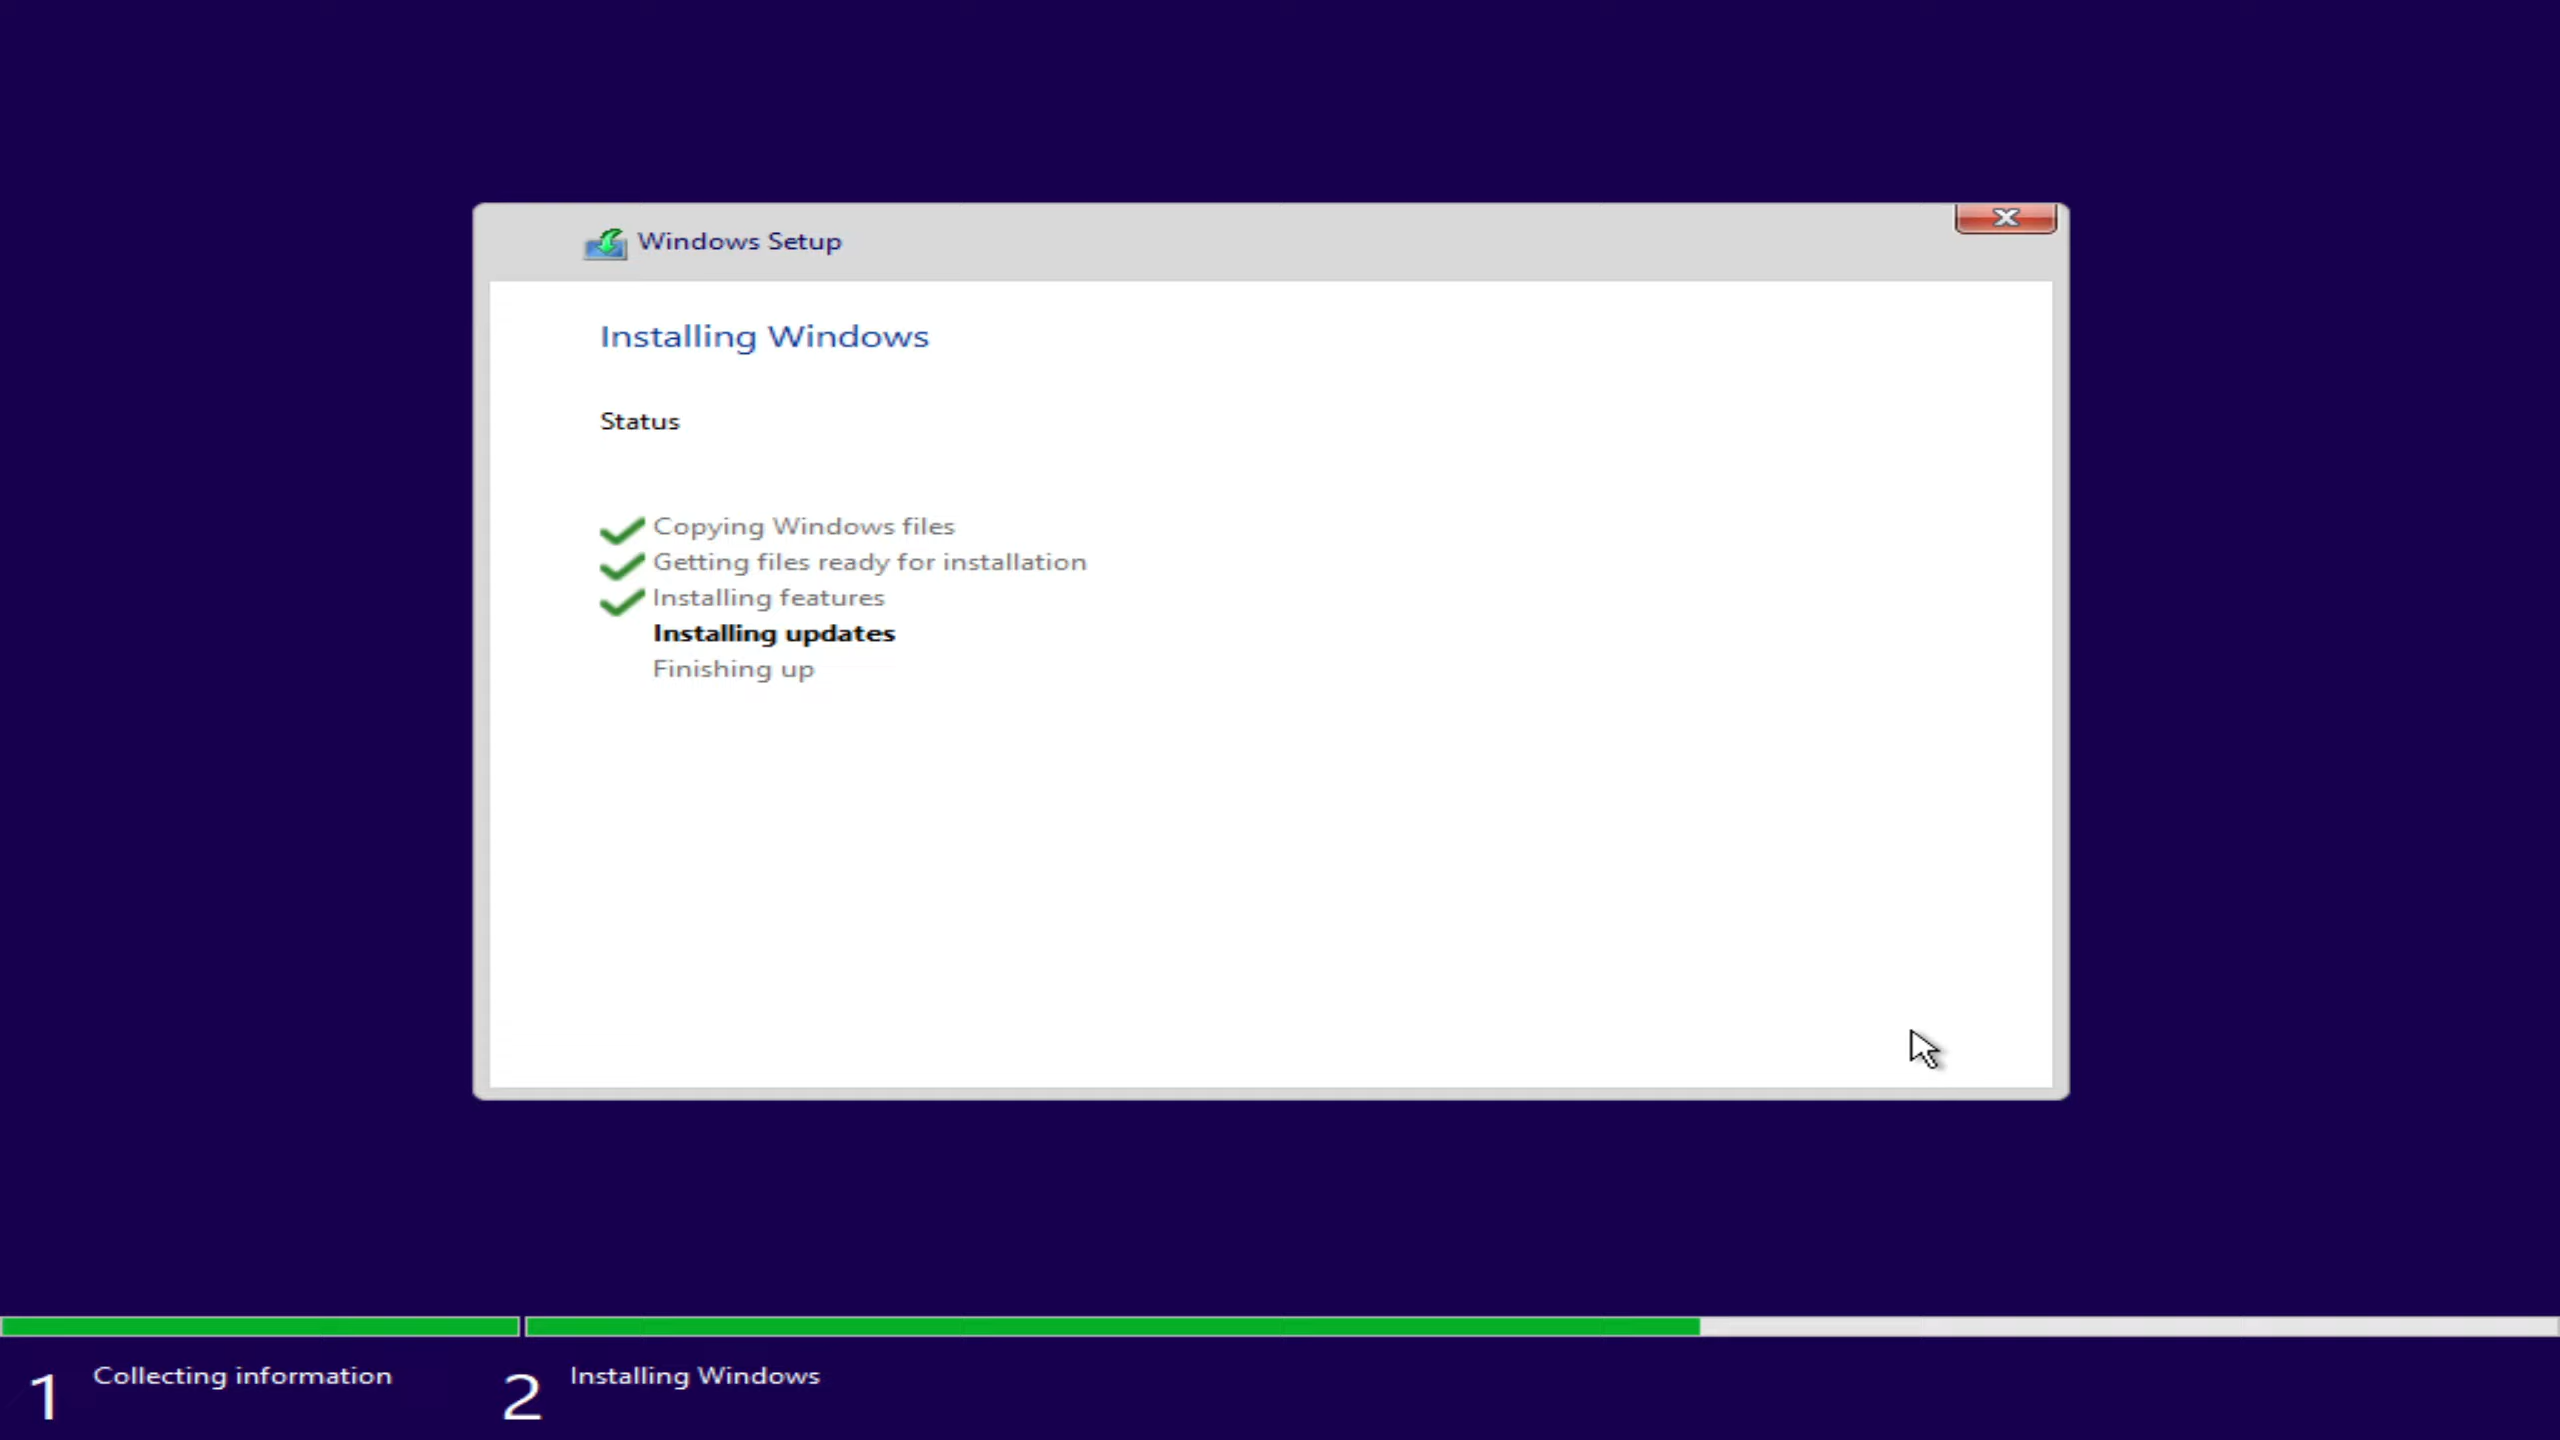 Windows Setup
Installing Windows
Status
Copying Windows files
Getting files ready for installation
Installing features
Installing updates
Finishing up
1 Collecting information
2 Installing Windows